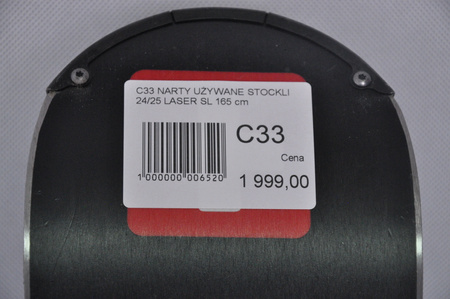 C33 NARTY UŻYWANE STOCKLI
24/25 LASER SL 165 cm
C33
Cena
1 000000 006520
1 999,00